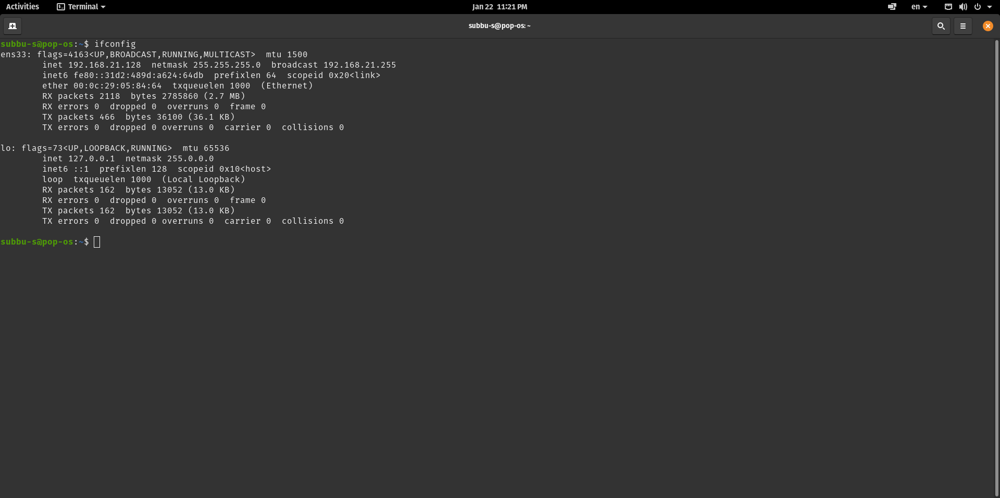 Activities Terminal Jan 22 11:21 PM en
subbu-s@pop-os: ~
subbu-s@pop-os:~$ ifconfig
ens33: flags=4163<UP,BROADCAST,RUNNING,MULTICAST>  mtu 1500
        inet 192.168.21.128  netmask 255.255.255.0  broadcast 192.168.21.255
        inet6 fe80::31d2:489d:a624:64db  prefixlen 64  scopeid 0x20<link>
        ether 00:0c:29:05:84:64  txqueuelen 1000  (Ethernet)
        RX packets 2118  bytes 2785860 (2.7 MB)
        RX errors 0  dropped 0  overruns 0  frame 0
        TX packets 466  bytes 36100 (36.1 KB)
        TX errors 0  dropped 0 overruns 0  carrier 0  collisions 0

lo: flags=73<UP,LOOPBACK,RUNNING>  mtu 65536
        inet 127.0.0.1  netmask 255.0.0.0
        inet6 ::1  prefixlen 128  scopeid 0x10<host>
        loop  txqueuelen 1000  (Local Loopback)
        RX packets 162  bytes 13052 (13.0 KB)
        RX errors 0  dropped 0  overruns 0  frame 0
        TX packets 162  bytes 13052 (13.0 KB)
        TX errors 0  dropped 0 overruns 0  carrier 0  collisions 0

subbu-s@pop-os:~$